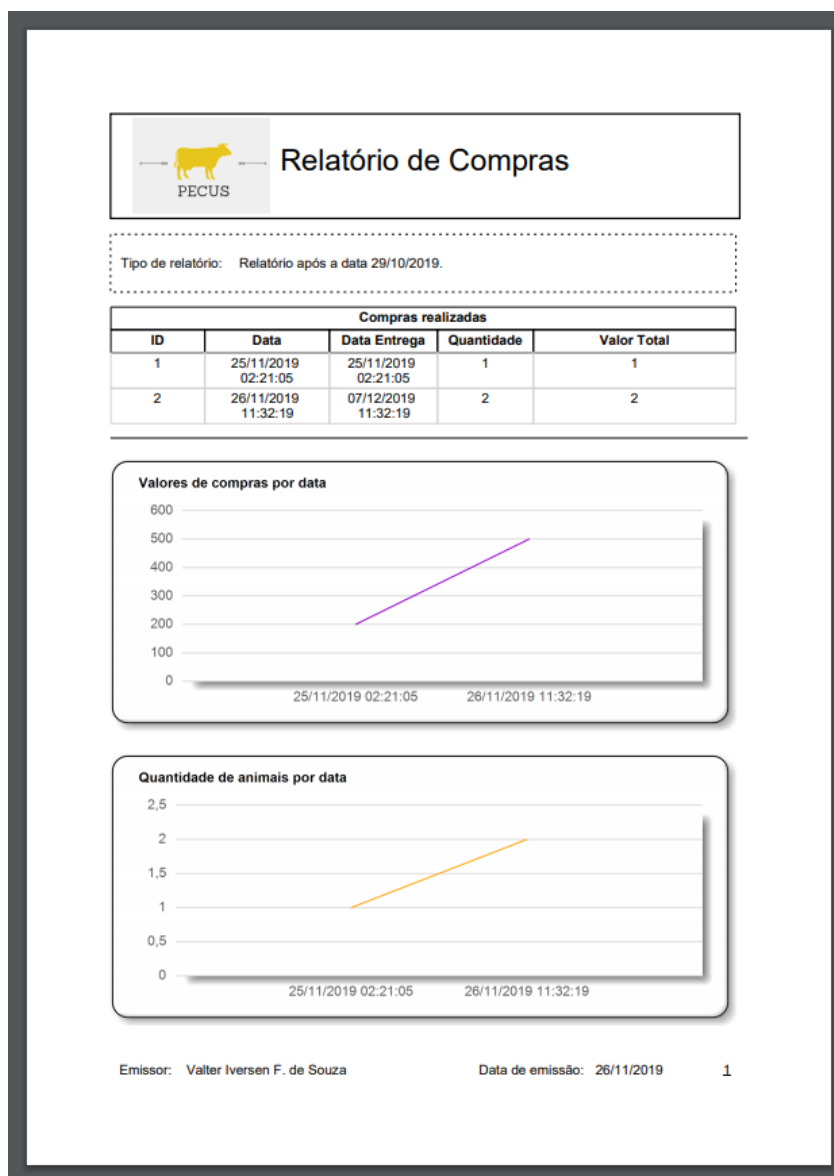 PECUS
Relatório de Compras
Tipo de relatório: Relatório após a data 29/10/2019.
Compras realizadas
ID Data Data Entrega Quantidade Valor Total
1 25/11/2019 02:21:05 25/11/2019 02:21:05 1 1
2 26/11/2019 11:32:19 07/12/2019 11:32:19 2 2
Valores de compras por data
600
500
400
300
200
100
0
25/11/2019 02:21:05 26/11/2019 11:32:19
Quantidade de animais por data
2,5
2
1,5
1
0,5
0
25/11/2019 02:21:05 26/11/2019 11:32:19
Emissor: Valter Iversen F. de Souza Data de emissão: 26/11/2019 1